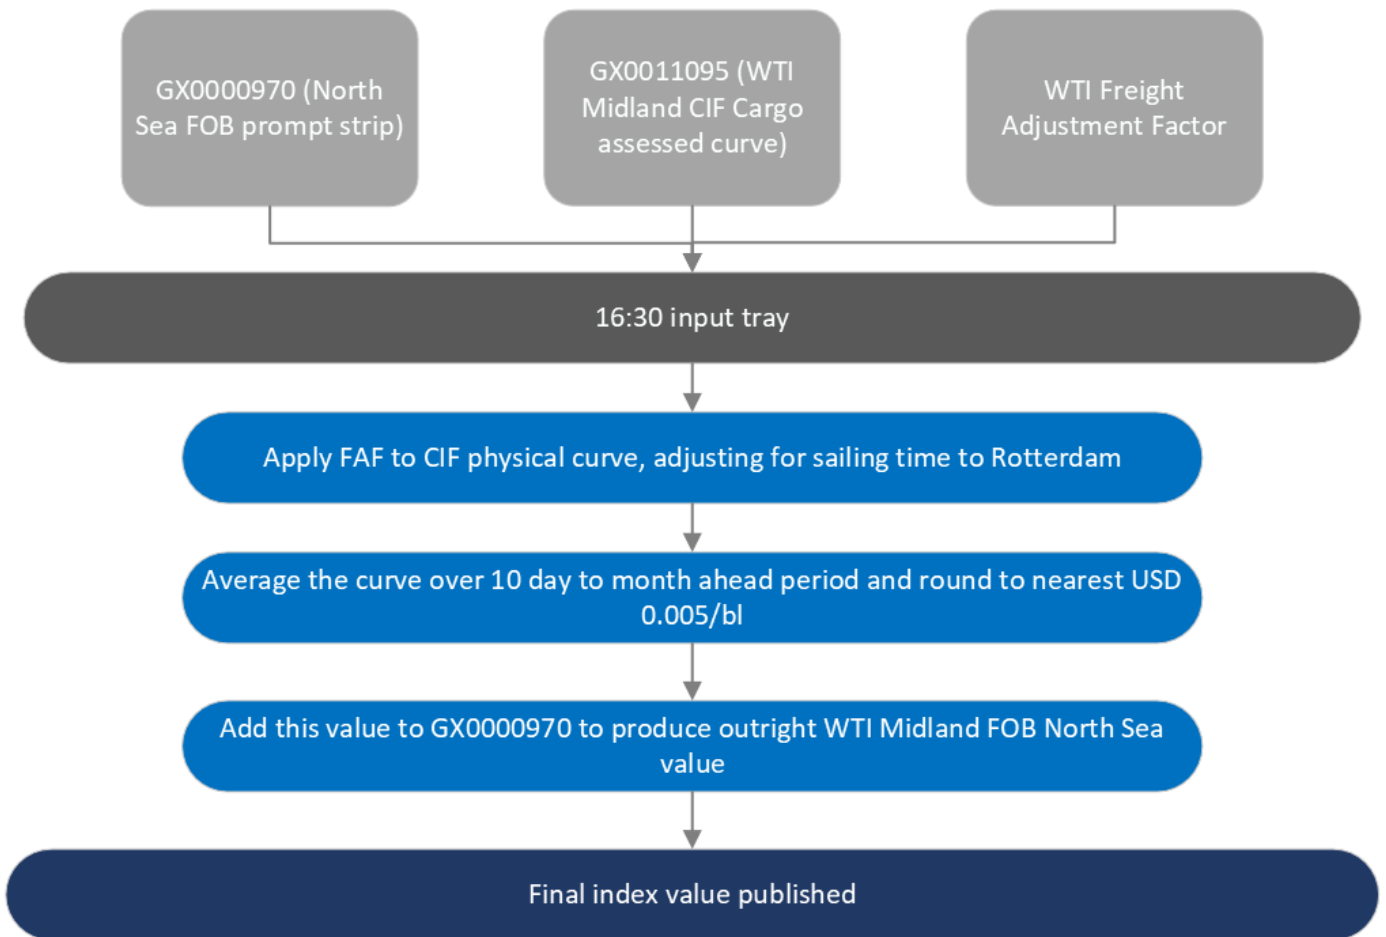 GX0000970 (North
Sea FOB prompt strip)
GX0011095 (WTI
Midland CIF Cargo
assessed curve)
WTI Freight
Adjustment Factor
16:30 input tray
Apply FAF to CIF physical curve, adjusting for sailing time to Rotterdam
Average the curve over 10 day to month ahead period and round to nearest USD
0.005/bl
Add this value to GX0000970 to produce outright WTI Midland FOB North Sea
value
Final index value published